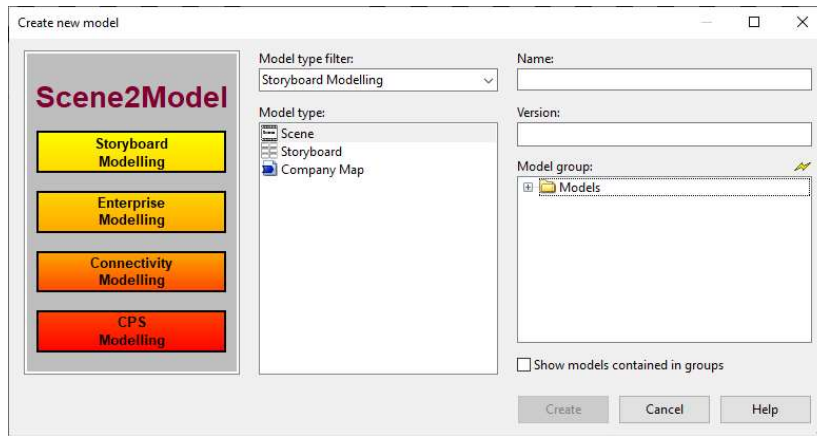 Create new model
Scene2Model
Storyboard
Modelling
Enterprise
Modelling
Connectivity
Modelling
CPS
Modelling
Model type filter:
Storyboard Modelling
Model type:
Scene
Storyboard
Company Map
Name:
Version:
Model group:
Models
Show models contained in groups
Create
Cancel
Help